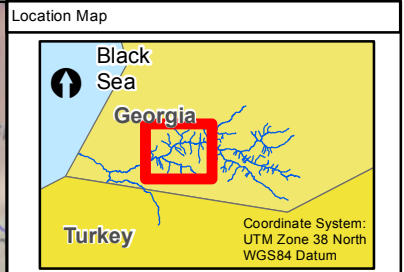 Location Map
Black
Sea
Georgia
Turkey
Coordinate System:
UTM Zone 38 North
WGS84 Datum